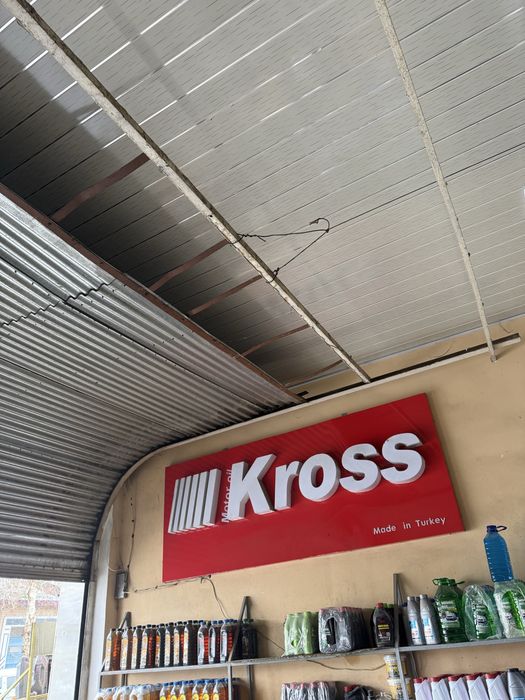 Motor oil
Kross
Made in Turkey